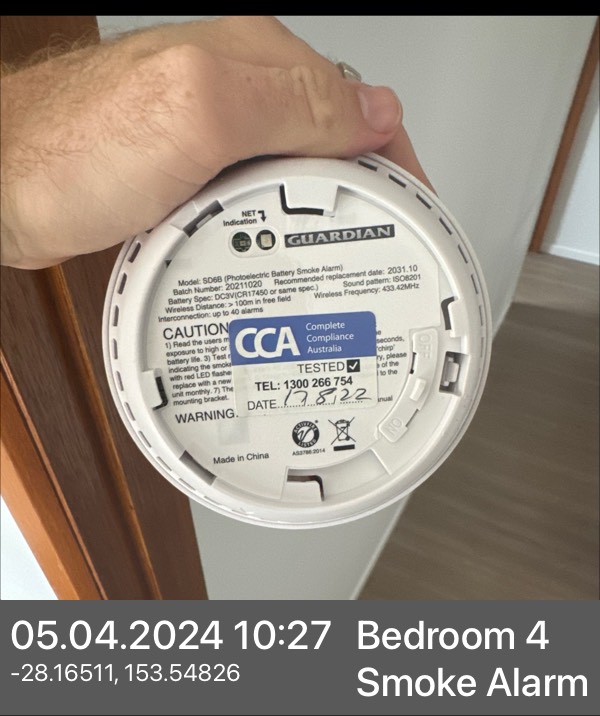 NET
Indication
GUARDIAN
Model: SD6B (Photoelectric Battery Smoke Alarm)
Batch Number: 20211020 Recommended replacement date: 2031.10
Battery Spec: DC3V(CR17450 or same spec.) Sound pattern: ISO8201
Wireless Distance: > 100m in free field Wireless Frequency: 433.42MHz
Interconnection: up to 40 alarms
CAUTION
1) Read the users m
exposure to high or
battery life. 3) Test
indicating the smoke
with red LED flashe
replace with a new
unit monthly. 7) The
mounting bracket.
seconds,
'chirp'
ry, please
e of the
to the
anual
WARNING:
CCA Complete
Compliance
Australia
TESTED ☑
TEL: 1300 266 754
DATE 17 8 22
OFF
ON
AS3786:2014
Made in China
05.04.2024 10:27
-28.16511, 153.54826
Bedroom 4
Smoke Alarm